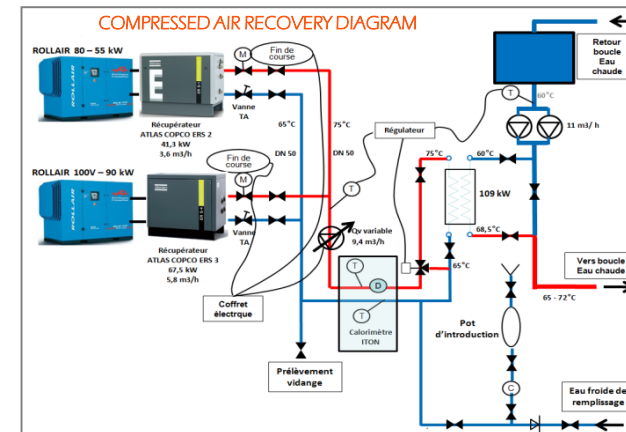 COMPRESSED AIR RECOVERY DIAGRAM
ROLLAIR 80 – 55 kW
ROLLAIR
M
Fin de
course
Vanne
TA
Récupérateur
ATLAS COPCO ERS 2
41,3 kW
3,6 m3/h
65°C
75°C
DN 50
DN 50
ROLLAIR 100V – 90 kW
ROLLAIR
M
Fin de
course
Vanne
TA
Récupérateur
ATLAS COPCO ERS 3
67,5 kW
5,8 m3/h
Régulateur
T
T
60°C
Retour
boucle
Eau
chaude
11 m3/ h
75°C
60°C
109 kW
68,5°C
65°C
Qv variable
9,4 m3/h
T
D
T
Calorimètre
ITON
Coffret
électrque
Prélèvement
vidange
Vers boucle
Eau chaude
65 - 72°C
Pot
d'introduction
C
Eau froide de
remplissage